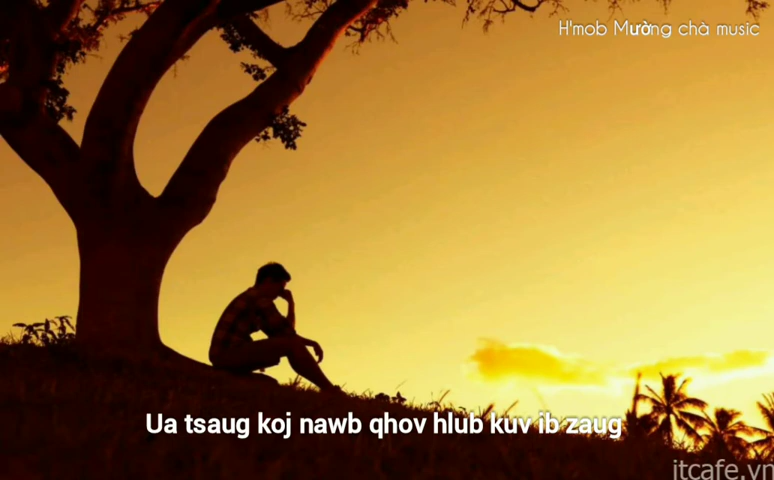 H'mob Mường chà music
Ua tsaug koj nawb qhov hlub kuv ib zaug
itcafe.vn